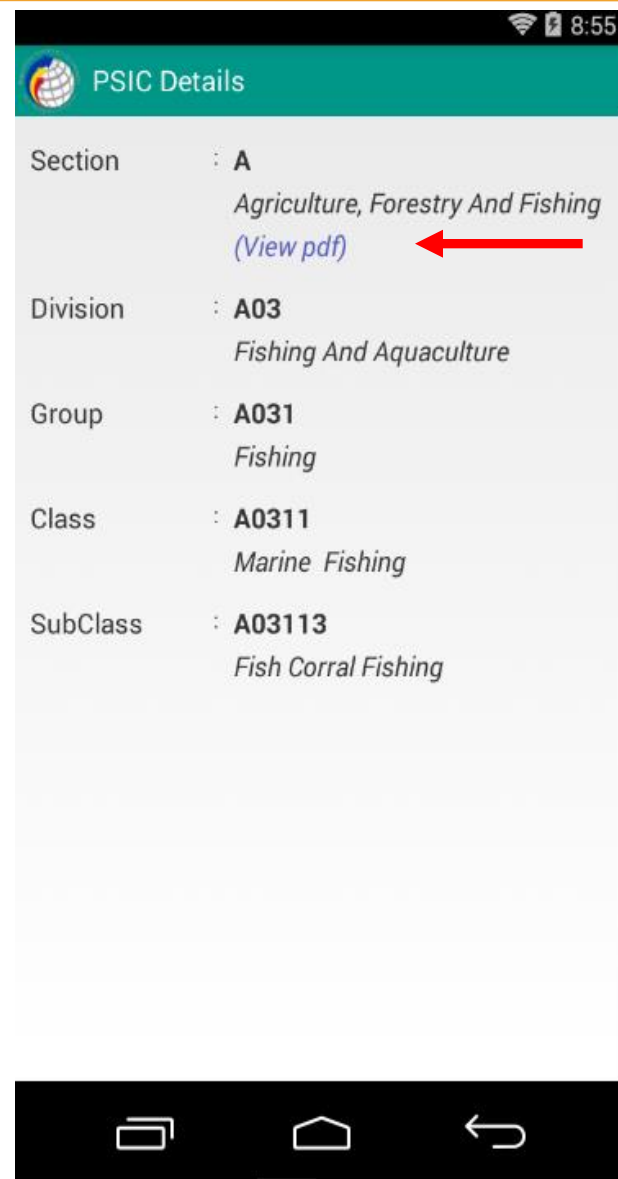 8:55
PSIC Details
Section : A
Agriculture, Forestry And Fishing
(View pdf)
Division : A03
Fishing And Aquaculture
Group : A031
Fishing
Class : A0311
Marine Fishing
SubClass : A03113
Fish Corral Fishing